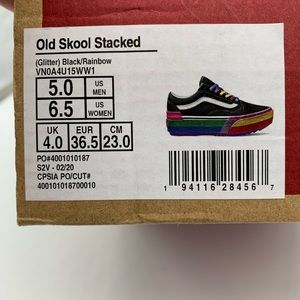 Old Skool Stacked
(Glitter) Black/Rainbow
VN0A4U15WW1
5.0 US MEN
6.5 US WOMEN
UK EUR CM
4.0 36.5 23.0
PO#4001010187
S2V - 02/20
CPSIA PO/CUT#
400101018700010
1 94116 28456 7